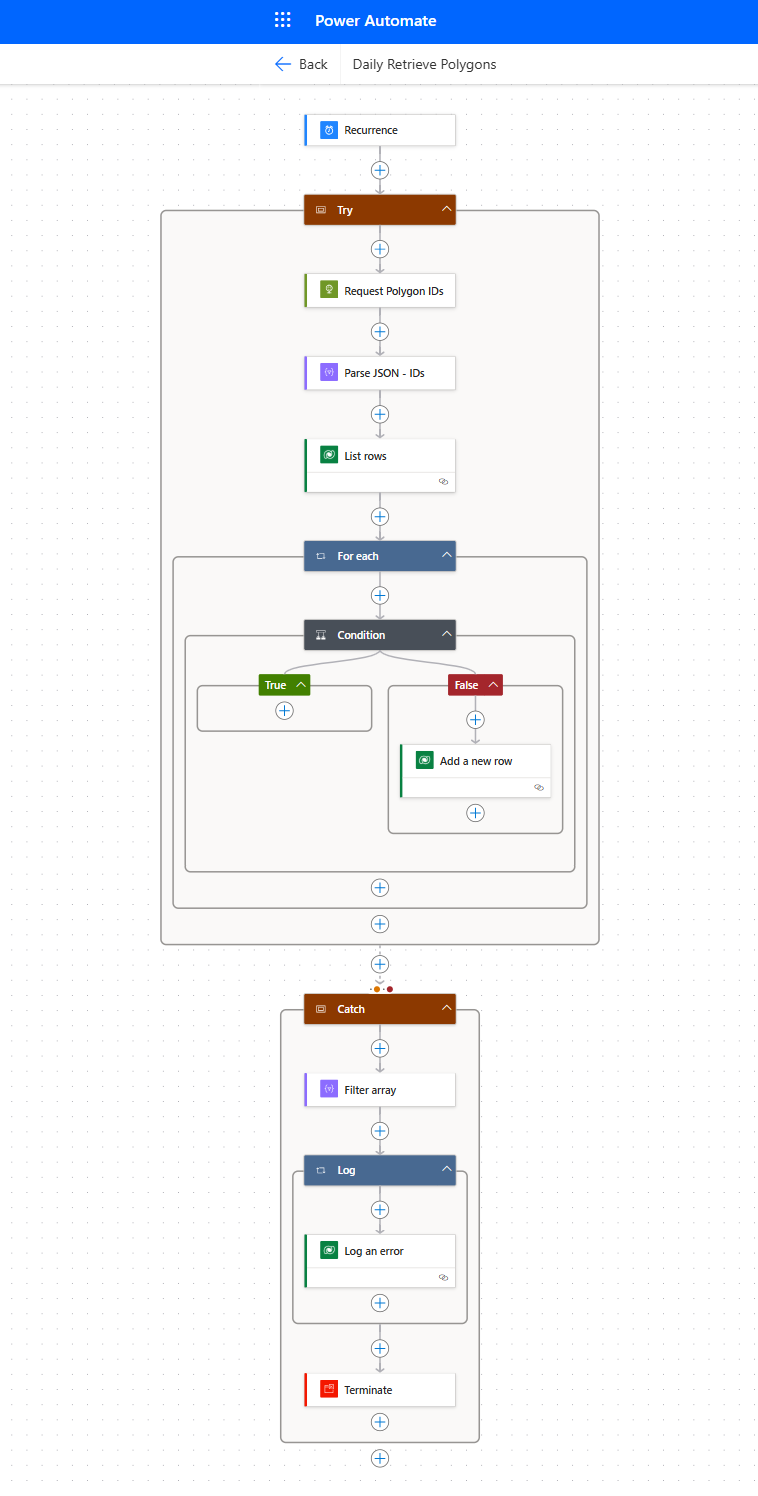 Power Automate
Back
Daily Retrieve Polygons
Recurrence
Try
Request Polygon IDs
Parse JSON - IDs
List rows
For each
Condition
True
False
Add a new row
Catch
Filter array
Log
Log an error
Terminate